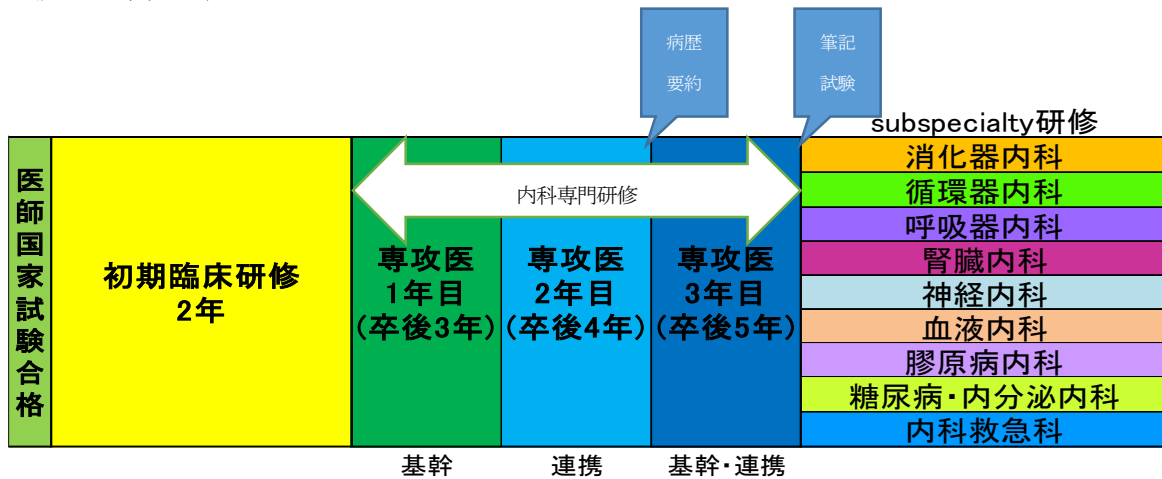 病歴
要約
筆記
試験
subspecialty研修
医師国家試験合格
初期臨床研修
2年
内科専門研修
専攻医
1年目
(卒後3年)
専攻医
2年目
(卒後4年)
専攻医
3年目
(卒後5年)
消化器内科
循環器内科
呼吸器内科
腎臓内科
神経内科
血液内科
膠原病内科
糖尿病・内分泌内科
内科救急科
基幹
連携
基幹・連携